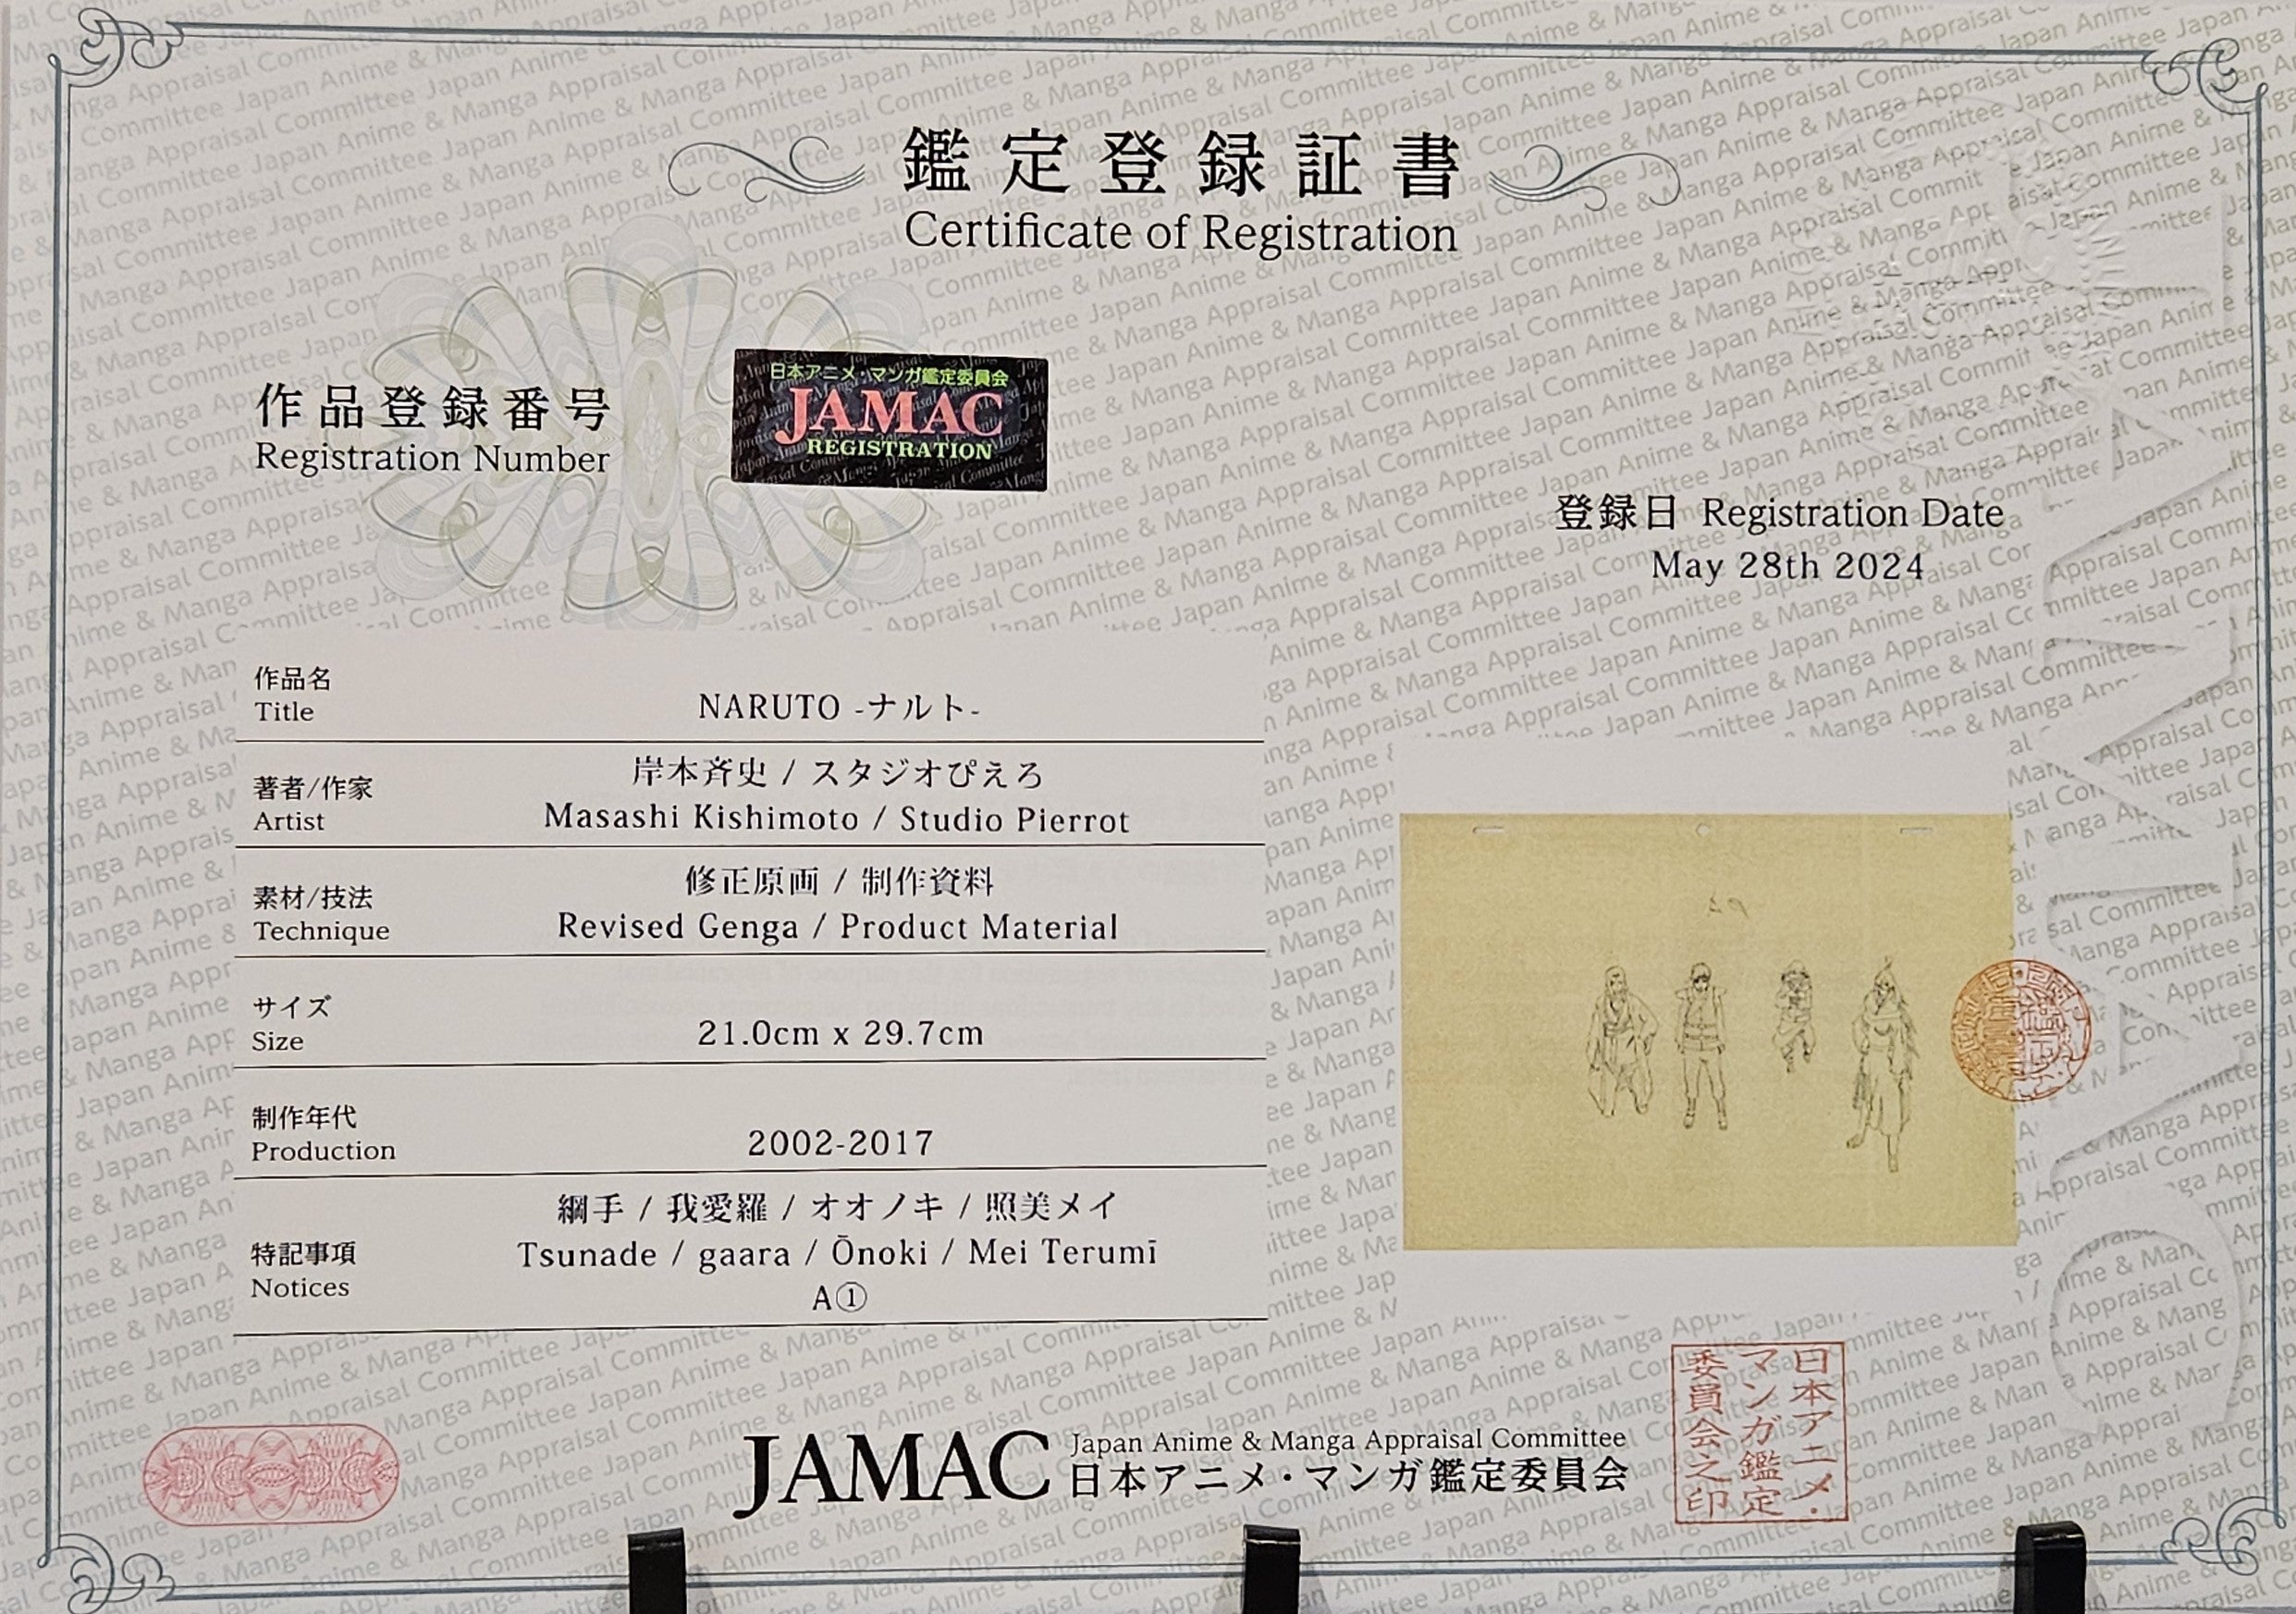 鑑定登録証書
Certificate of Registration
作品登録番号
Registration Number
日本アニメ・マンガ鑑定委員会
JAMAC
REGISTRATION
登録日 Registration Date
May 28th 2024
作品名
Title
NARUTO -ナルト-
著者/作家
Artist
岸本斉史 / スタジオぴえろ
Masashi Kishimoto / Studio Pierrot
素材/技法
Technique
修正原画 / 制作資料
Revised Genga / Product Material
サイズ
Size
21.0cm x 29.7cm
制作年代
Production
2002-2017
特記事項
Notices
綱手 / 我愛羅 / オオノキ / 照美メイ
Tsunade / gaara / Ōnoki / Mei Terumī
A①
JAMAC
Japan Anime & Manga Appraisal Committee
日本アニメ・マンガ鑑定委員会
日本アニメ・
マンガ鑑定
委員会之印